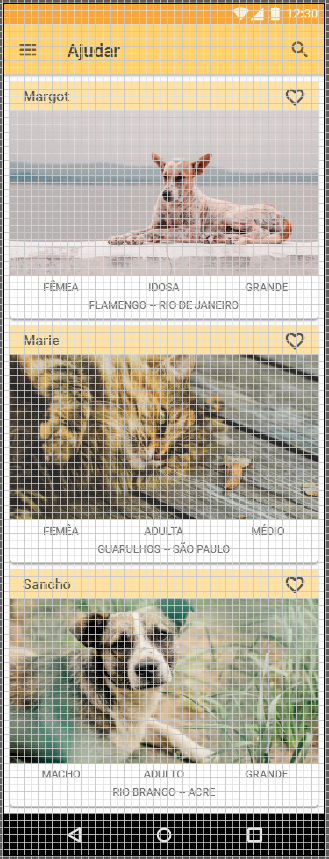 12:30
Ajudar
Margot
FÊMEA IDOSA GRANDE
FLAMENGO – RIO DE JANEIRO
Marie
FEMÊA ADULTA MÉDIO
GUARULHOS – SÃO PAULO
Sancho
MACHO ADULTO GRANDE
RIO BRANCO – ACRE